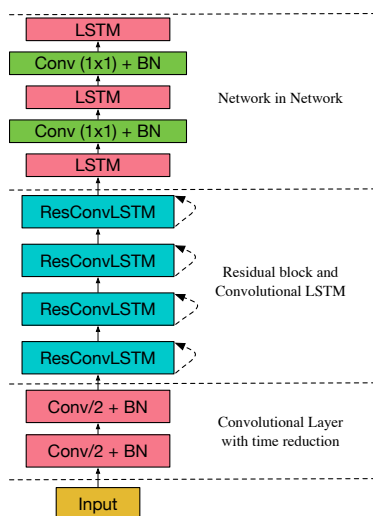 LSTM
Conv (1x1) + BN
LSTM
Network in Network
Conv (1x1) + BN
LSTM
ResConvLSTM
ResConvLSTM
Residual block and
Convolutional LSTM
ResConvLSTM
ResConvLSTM
Conv/2 + BN
Convolutional Layer
with time reduction
Conv/2 + BN
Input